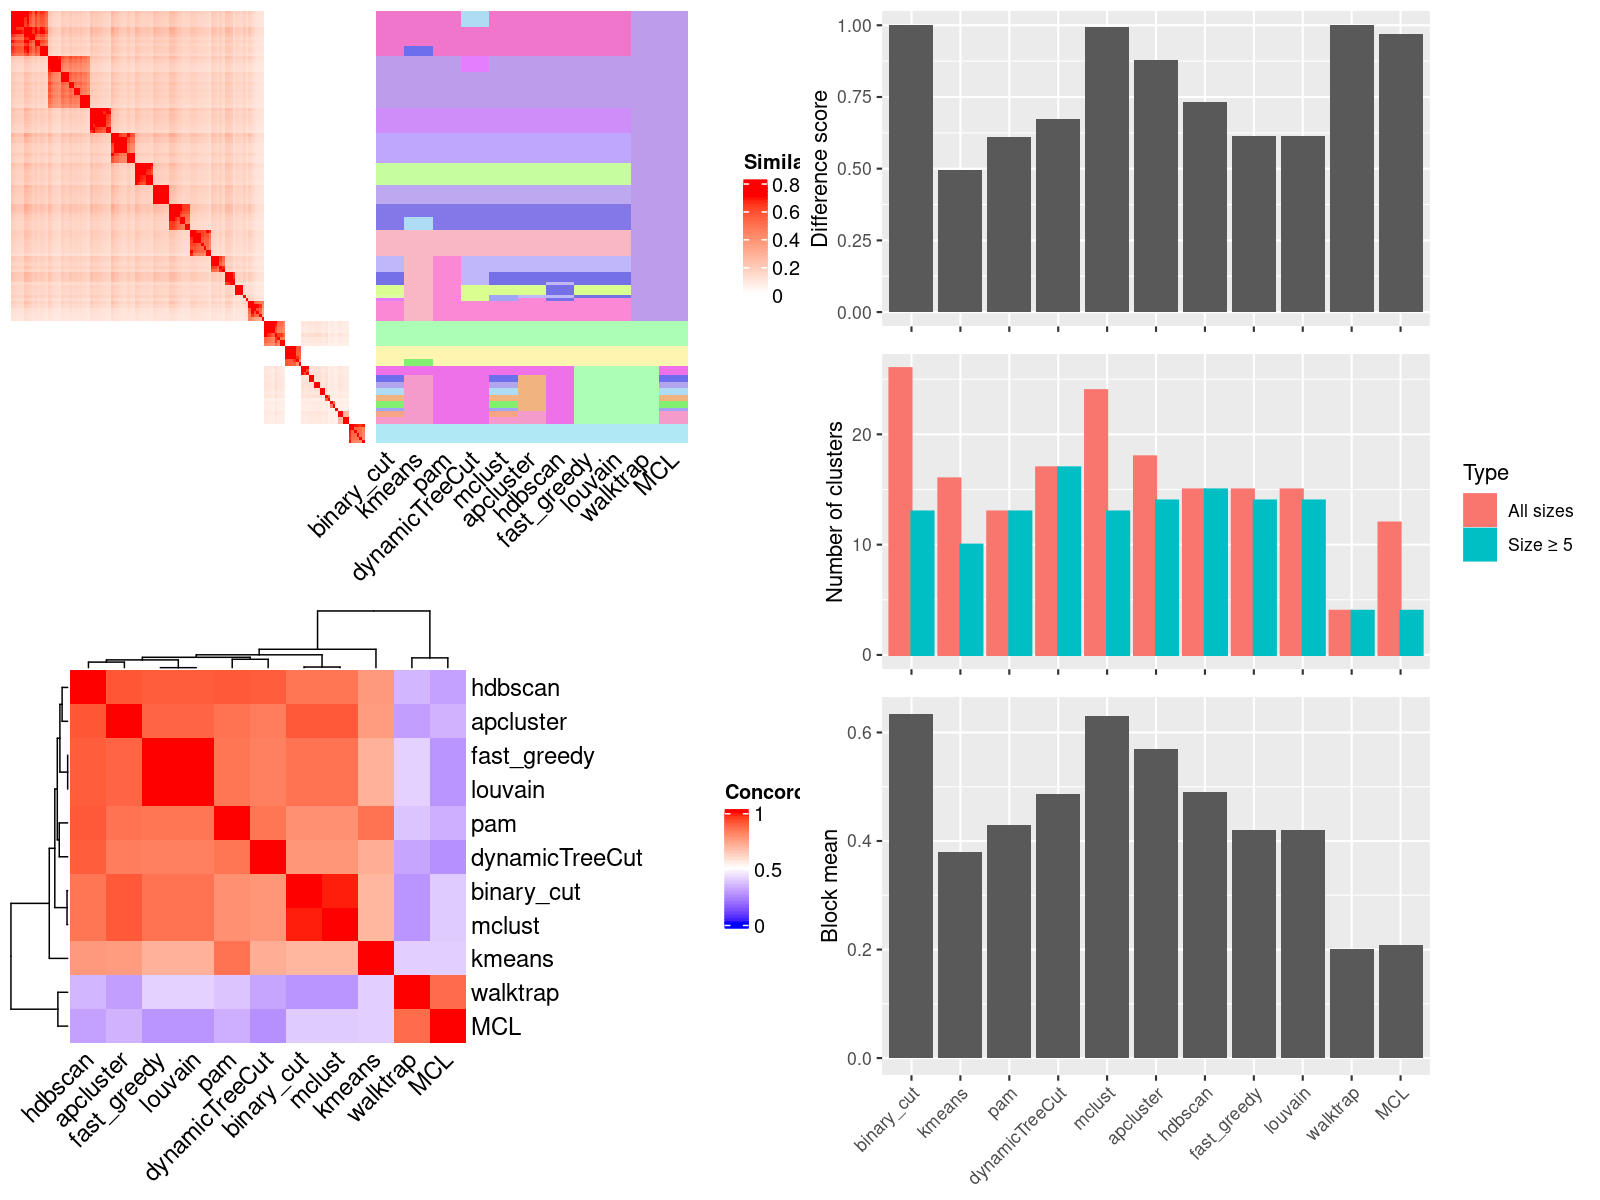 Simila
0.8
0.6
0.4
0.2
0
binary_cut
kmeans
pam
dynamicTreeCut
mclust
apcluster
hdbscan
fast_greedy
louvain
walktrap
MCL
hdbscan
apcluster
fast_greedy
louvain
pam
dynamicTreeCut
binary_cut
mclust
kmeans
walktrap
MCL
hdbscan
apcluster
fast_greedy
louvain
pam
dynamicTreeCut
binary_cut
mclust
kmeans
walktrap
MCL
Concord
1
0.5
0
Difference score
1.00
0.75
0.50
0.25
0.00
Number of clusters
20
10
0
Type
All sizes
Size ≥ 5
Block mean
0.6
0.4
0.2
0.0
binary_cut
kmeans
pam
dynamicTreeCut
mclust
apcluster
hdbscan
fast_greedy
louvain
walktrap
MCL